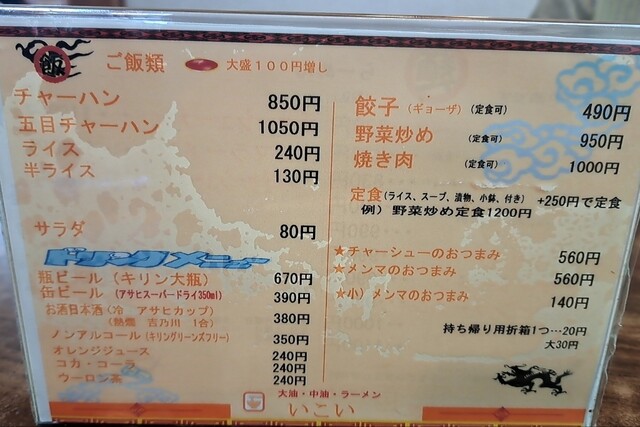 飯 ご飯類 大盛100円増し
チャーハン 850円
五目チャーハン 1050円
ライス 240円
半ライス 130円
サラダ 80円
ドリンクメニュー
瓶ビール（キリン大瓶） 670円
缶ビール（アサヒスーパードライ350ml） 390円
お酒日本酒（冷 アサヒカップ） 380円
（熱燗 吉乃川 1合）
ノンアルコール（キリングリーンズフリー） 350円
オレンジジュース 240円
コカ・コーラ 240円
ウーロン茶 240円
餃子（ギョーザ）（定食可） 490円
野菜炒め（定食可） 950円
焼き肉（定食可） 1000円
定食（ライス、スープ、漬物、小鉢、付き） +250円で定食
例）野菜炒め定食1200円
★チャーシューのおつまみ 560円
★メンマのおつまみ 560円
★小）メンマのおつまみ 140円
持ち帰り用折箱1つ…20円
大30円
大油・中油・ラーメン
いこい